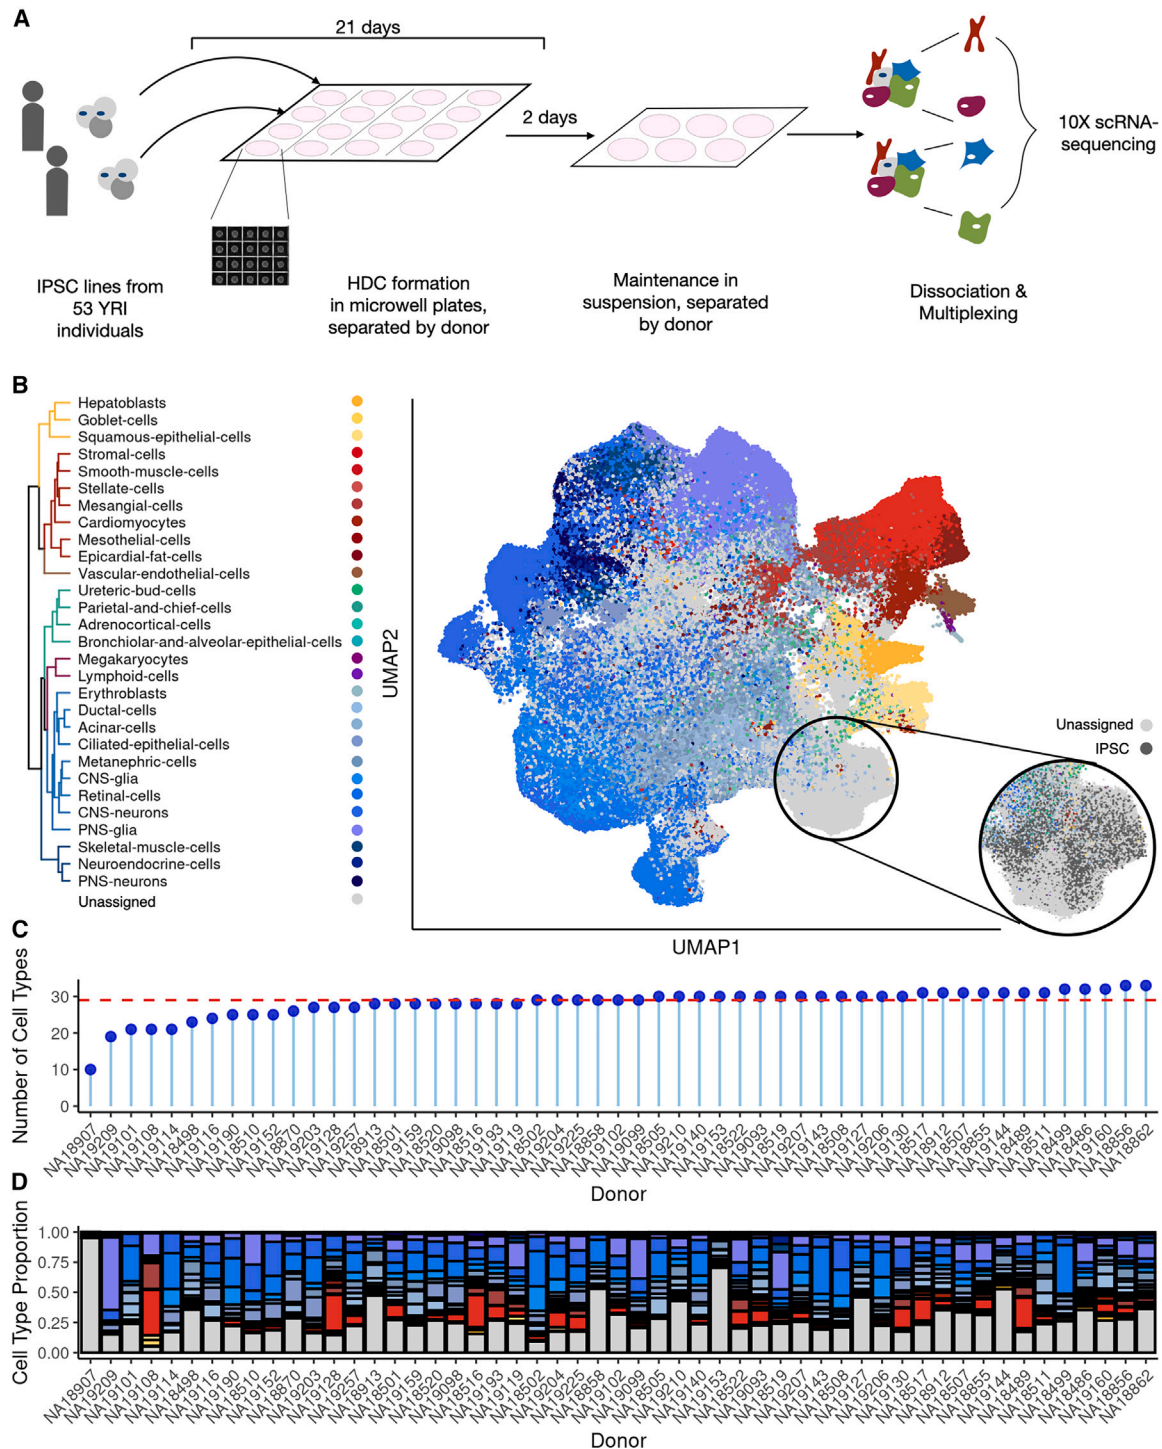 A
21 days
2 days
10X scRNA-
sequencing
IPSC lines from
53 YRI
individuals
HDC formation
in microwell plates,
separated by donor
Maintenance in
suspension, separated
by donor
Dissociation &
Multiplexing
B
Hepatoblasts
Goblet-cells
Squamous-epithelial-cells
Stromal-cells
Smooth-muscle-cells
Stellate-cells
Mesangial-cells
Cardiomyocytes
Mesothelial-cells
Epicardial-fat-cells
Vascular-endothelial-cells
Ureteric-bud-cells
Parietal-and-chief-cells
Adrenocortical-cells
Bronchiolar-and-alveolar-epithelial-cells
Megakaryocytes
Lymphoid-cells
Erythroblasts
Ductal-cells
Acinar-cells
Ciliated-epithelial-cells
Metanephric-cells
CNS-glia
Retinal-cells
CNS-neurons
PNS-glia
Skeletal-muscle-cells
Neuroendocrine-cells
PNS-neurons
Unassigned
UMAP2
UMAP1
Unassigned
IPSC
C
Number of Cell Types
30
20
10
0
NA18907
NA19209
NA19101
NA19108
NA19114
NA18498
NA19116
NA19190
NA18510
NA19152
NA18870
NA19203
NA19128
NA19257
NA18913
NA18501
NA19159
NA18520
NA19098
NA18516
NA19193
NA19119
NA18502
NA19204
NA19225
NA18858
NA19102
NA19099
NA18505
NA19210
NA19140
NA19153
NA18522
NA19093
NA18519
NA19207
NA19143
NA18508
NA19127
NA19206
NA19130
NA18517
NA18912
NA18507
NA18855
NA19144
NA18489
NA18511
NA18499
NA18486
NA19160
NA18856
NA18862
Donor
D
Cell Type Proportion
1.00
0.75
0.50
0.25
0.00
NA18907
NA19209
NA19101
NA19108
NA19114
NA18498
NA19116
NA19190
NA18510
NA19152
NA18870
NA19203
NA19128
NA19257
NA18913
NA18501
NA19159
NA18520
NA19098
NA18516
NA19193
NA19119
NA18502
NA19204
NA19225
NA18858
NA19102
NA19099
NA18505
NA19210
NA19140
NA19153
NA18522
NA19093
NA18519
NA19207
NA19143
NA18508
NA19127
NA19206
NA19130
NA18517
NA18912
NA18507
NA18855
NA19144
NA18489
NA18511
NA18499
NA18486
NA19160
NA18856
NA18862
Donor